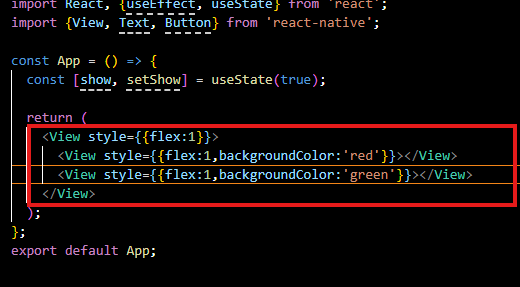 import React, {useEffect, useState} from 'react';
import {View, Text, Button} from 'react-native';
const App = () => {
const [show, setShow] = useState(true);
return (
<View style={{flex:1}}>
<View style={{flex:1,backgroundColor:'red'}}></View>
<View style={{flex:1,backgroundColor:'green'}}></View>
</View>
);
};
export default App;